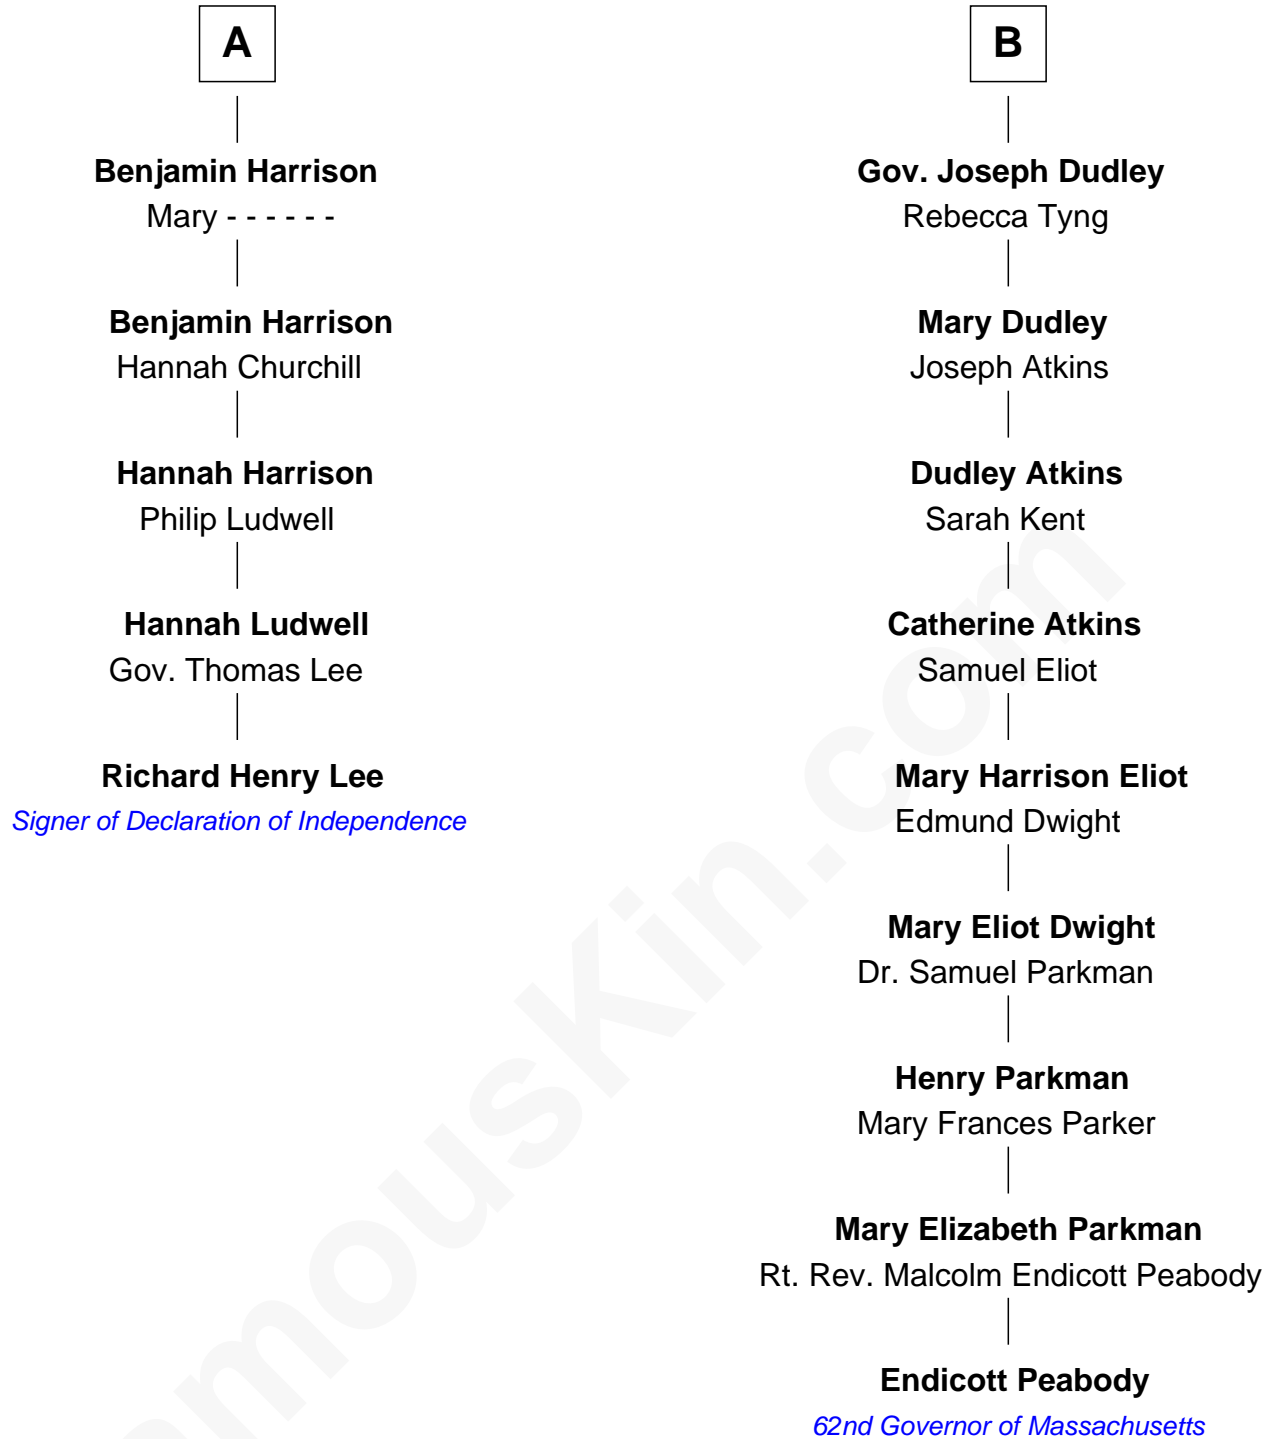 A
Benjamin Harrison
Mary - - - - - -
Benjamin Harrison
Hannah Churchill
Hannah Harrison
Philip Ludwell
Hannah Ludwell
Gov. Thomas Lee
Richard Henry Lee
Signer of Declaration of Independence
B
Gov. Joseph Dudley
Rebecca Tyng
Mary Dudley
Joseph Atkins
Dudley Atkins
Sarah Kent
Catherine Atkins
Samuel Eliot
Mary Harrison Eliot
Edmund Dwight
Mary Eliot Dwight
Dr. Samuel Parkman
Henry Parkman
Mary Frances Parker
Mary Elizabeth Parkman
Rt. Rev. Malcolm Endicott Peabody
Endicott Peabody
62nd Governor of Massachusetts
amousKin.com